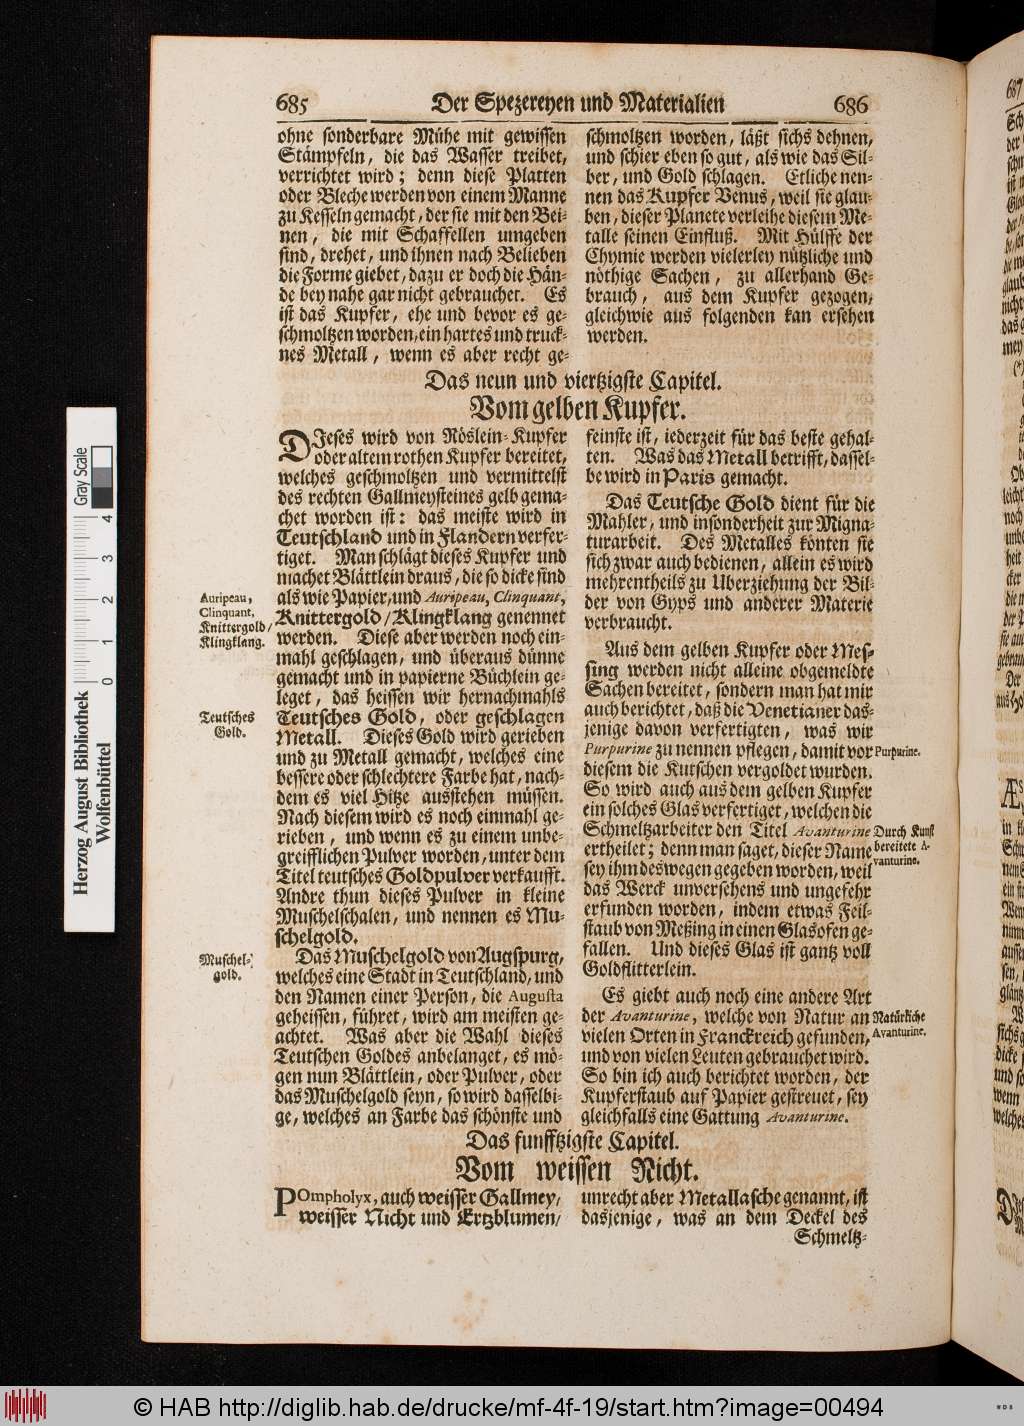 685 Der Spezereyen und Materialien 686
ohne sonderbare Mühe mit gewissen
Stämpfeln, die das Wasser treibet,
verrichtet wird; denn diese Platten
oder Bleche werden von einem Manne
zu Kesseln gemacht, der sie mit den Bei-
nen, die mit Schaffellen umgeben
sind, drehet, und ihnen nach Belieben
die Forme giebet, dazu er doch die Hän-
de bey nahe gar nicht gebrauchet. Es
ist das Kupfer, ehe und bevor es ge-
schmoltzen worden, ein hartes und truck-
nes Metall, wenn es aber recht ge-
schmoltzen worden, läßt sichs dehnen,
und schier eben so gut, als wie das Sil-
ber, und Gold schlagen. Etliche nen-
nen das Kupfer Venus, weil sie glau-
ben, dieser Planete verleihe diesem Me-
talle seinen Einfluß. Mit Hülffe der
Chymie werden vielerley nützliche und
nöthige Sachen, zu allerhand Ge-
brauch, aus dem Kupfer gezogen,
gleichwie aus folgenden kan ersehen
werden.
Das neun und viertzigste Capitel.
Vom gelben Kupfer.
DIeses wird von Röslein-Kupfer
oder altem rothen Kupfer bereitet,
welches geschmoltzen und vermittelst
des rechten Gallmeysteines gelb gema-
chet worden ist: das meiste wird in
Teutschland und in Flandern verfer-
tiget. Man schlägt dieses Kupfer und
machet Blättlein draus, die so dicke sind
als wie Papier, und Auripeau, Clinquant,
Knittergold/Klingklang genennet
werden. Diese aber werden noch ein-
mahl geschlagen, und überaus dünne
gemacht und in papierne Büchlein ge-
leget, das heissen wir hernachmahls
Teutsches Gold, oder geschlagen
Metall. Dieses Gold wird gerieben
und zu Metall gemacht, welches eine
bessere oder schlechtere Farbe hat, nach-
dem es viel Hitze ausstehen müssen.
Nach diesem wird es noch einmahl ge-
rieben, und wenn es zu einem unbe-
greifflichen Pulver worden, unter dem
Titel teutsches Goldpulver verkaufft.
Andre thun dieses Pulver in kleine
Muschelschalen, und nennen es Mu-
schelgold.
Das Muschelgold von Augspurg,
welches eine Stadt in Teutschland, und
den Namen einer Person, die Augusta
geheissen, führet, wird am meisten ge-
achtet. Was aber die Wahl dieses
Teutschen Goldes anbelanget, es mö-
gen nun Blättlein, oder Pulver, oder
das Muschelgold seyn, so wird dasselbi-
ge, welches an Farbe das schönste und
Auripeau,
Clinquant,
Knittergold/
Klingklang.
Teutsches
Gold.
Muschel-
gold.
feinste ist, iederzeit für das beste gehal-
ten. Was das Metall betrifft, dassel-
be wird in Paris gemacht.
Das Teutsche Gold dient für die
Mahler, und insonderheit zur Migna-
turarbeit. Des Metalles könten sie
sich zwar auch bedienen, allein es wird
mehrentheils zu Uberziehung der Bil-
der von Gyps und anderer Materie
verbraucht.
Aus dem gelben Kupfer oder Mes-
sing werden nicht alleine obgemeldte
Sachen bereitet, sondern man hat mir
auch berichtet, daß die Venetianer das-
jenige davon verfertigten, was wir
Purpurine zu nennen pflegen, damit vor
diesem die Kutschen vergoldet wurden.
So wird auch aus dem gelben Kupfer
ein solches Glas verfertiget, welchen die
Schmeltzarbeiter den Titel Avanturine
ertheilet; denn man saget, dieser Name
sey ihm deswegen gegeben worden, weil
das Werck unversehens und ungefehr
erfunden worden, indem etwas Feil-
staub von Meßing in einen Glasofen ge-
fallen. Und dieses Glas ist gantz voll
Goldflitterlein.
Es giebt auch noch eine andere Art
der Avanturine, welche von Natur an
vielen Orten in Franckreich gefunden,
und von vielen Leuten gebrauchet wird.
So bin ich auch berichtet worden, der
Kupferstaub auf Papier gestreuet, sey
gleichfalls eine Gattung Avanturine.
Purpurine.
Durch Kunst
bereitete A-
vanturine.
Natürliche
Avanturine.
Das funfftzigste Capitel.
Vom weissen Nicht.
POmpholyx, auch weisser Gallmey/
weisser Nicht und Ertzblumen/
unrecht aber Metallasche genannt, ist
dasjenige, was an dem Deckel des
Schmeltz-
Herzog August Bibliothek
Wolfenbüttel
0 1 2 3 4
Gray Scale
© HAB http://diglib.hab.de/drucke/mf-4f-19/start.htm?image=00494